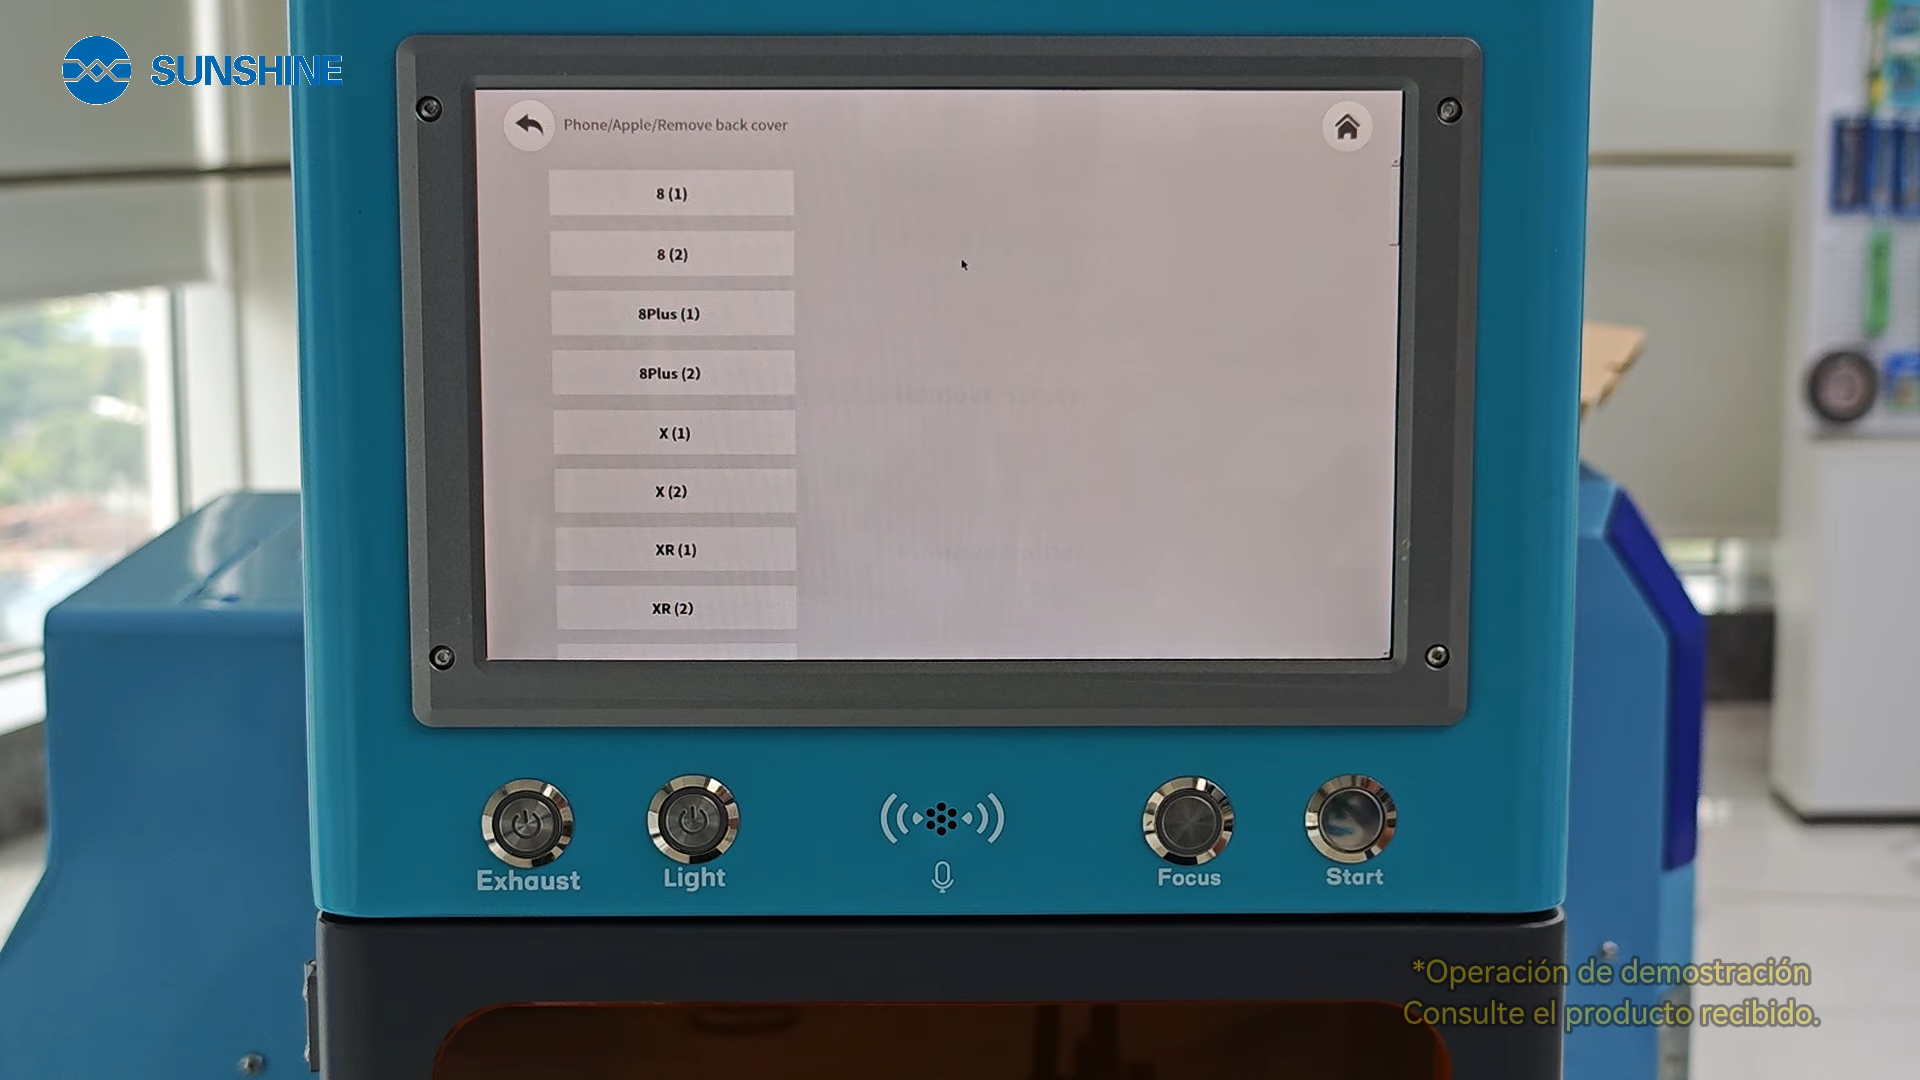 SUNSHINE
Phone/Apple/Remove back cover
8 (1)
8 (2)
8Plus (1)
8Plus (2)
X (1)
X (2)
XR (1)
XR (2)
Exhaust
Light
Focus
Start
*Operación de demostración
Consulte el producto recibido.